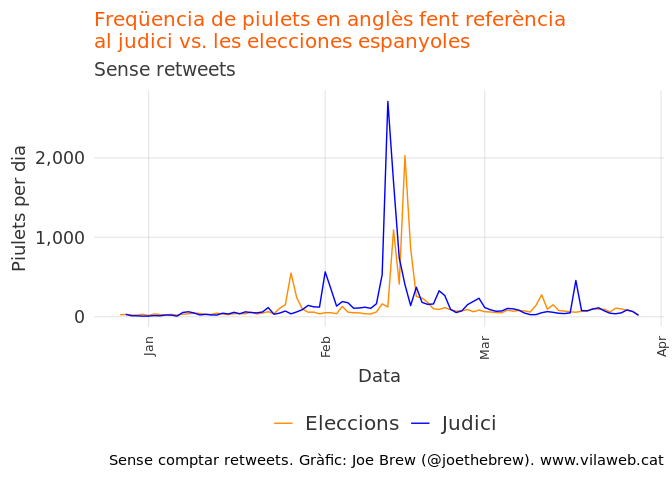 Freqüencia de piulets en anglès fent referència
al judici vs. les elecciones espanyoles
Sense retweets
Piulets per dia
2,000
1,000
0
Jan
Feb
Mar
Apr
Data
Eleccions
Judici
Sense comptar retweets. Gràfic: Joe Brew (@joethebrew). www.vilaweb.cat